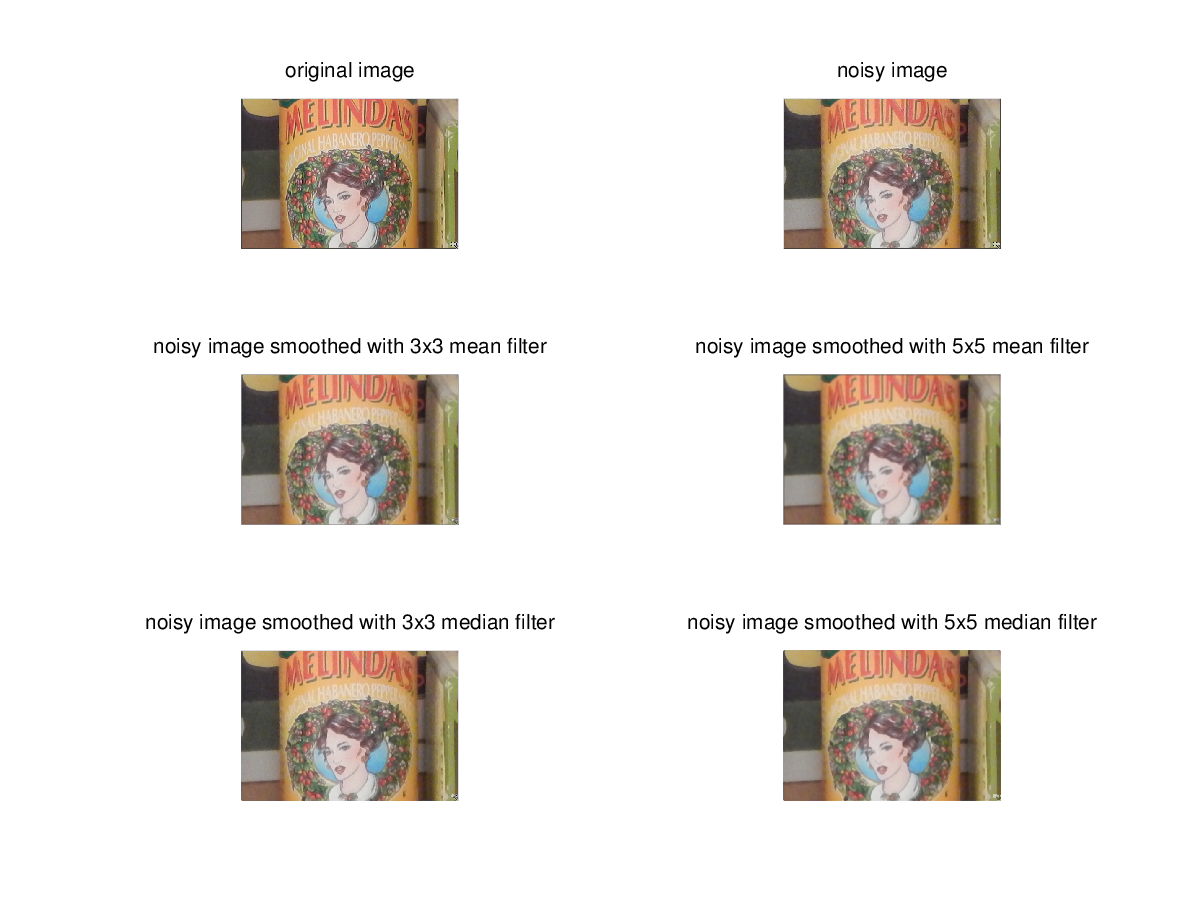 original image
MELINDA'S
ORIGINAL HABANERO PEPPER
noisy image
MELINDA'S
ORIGINAL HABANERO PEPPER
noisy image smoothed with 3x3 mean filter
MELINDA'S
ORIGINAL HABANERO PEPPER
noisy image smoothed with 5x5 mean filter
MELINDA'S
ORIGINAL HABANERO PEPPER
noisy image smoothed with 3x3 median filter
MELINDA'S
ORIGINAL HABANERO PEPPER
noisy image smoothed with 5x5 median filter
MELINDA'S
HABANERO